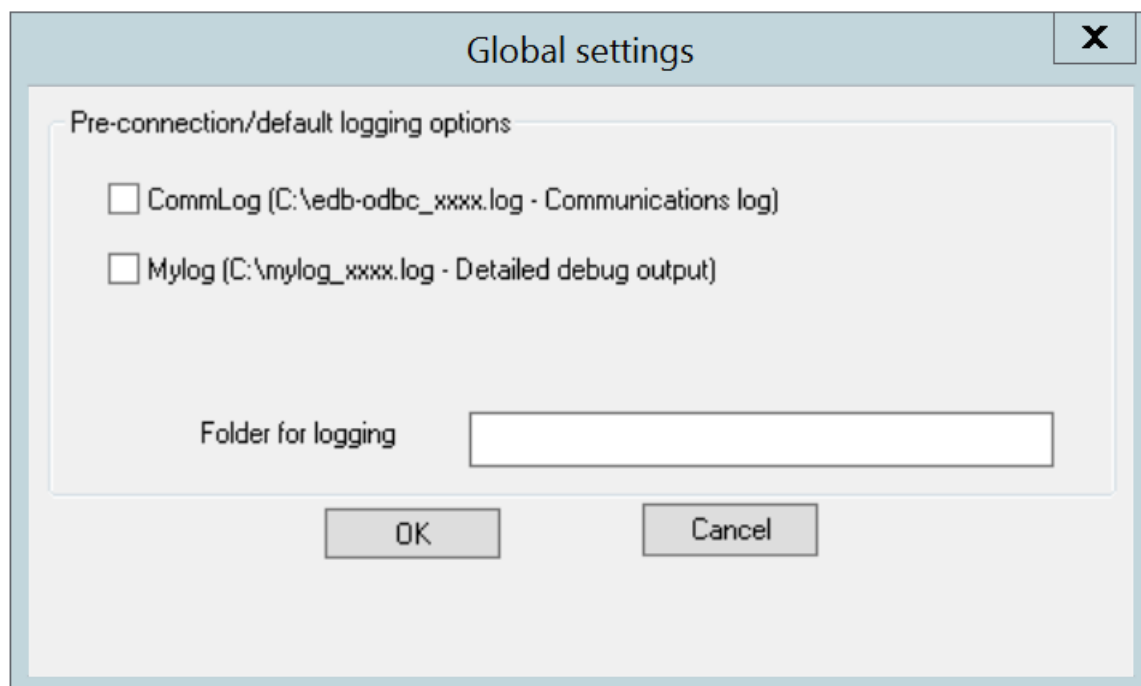 Global settings
X
Pre-connection/default logging options
CommLog (C:\edb-odbc_xxxx.log - Communications log)
Mylog (C:\mylog_xxxx.log - Detailed debug output)
Folder for logging
OK
Cancel